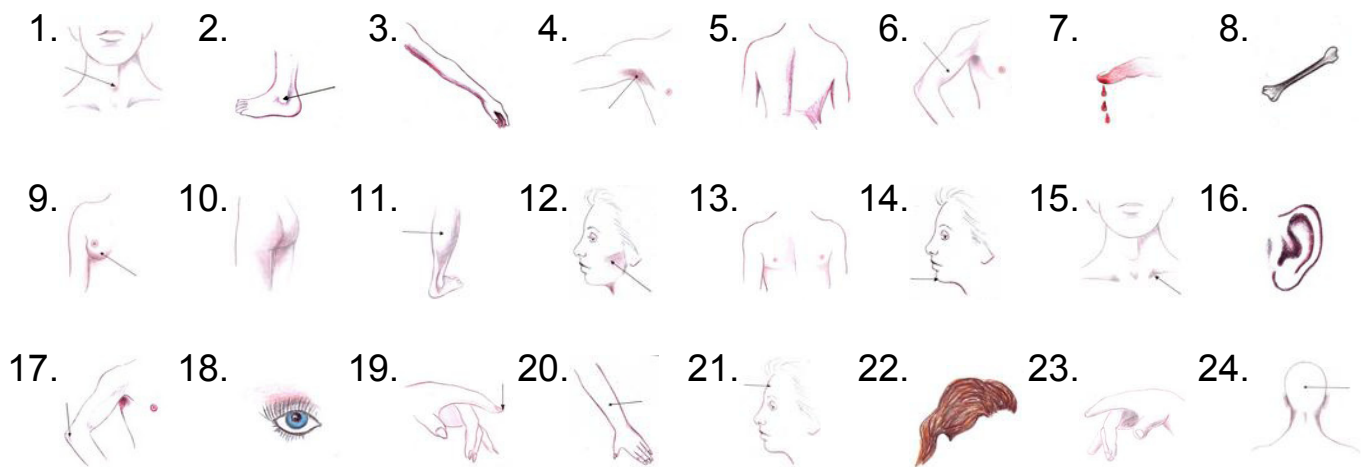 1. 2. 3. 4. 5. 6. 7. 8.
9. 10. 11. 12. 13. 14. 15. 16.
17. 18. 19. 20. 21. 22. 23. 24.